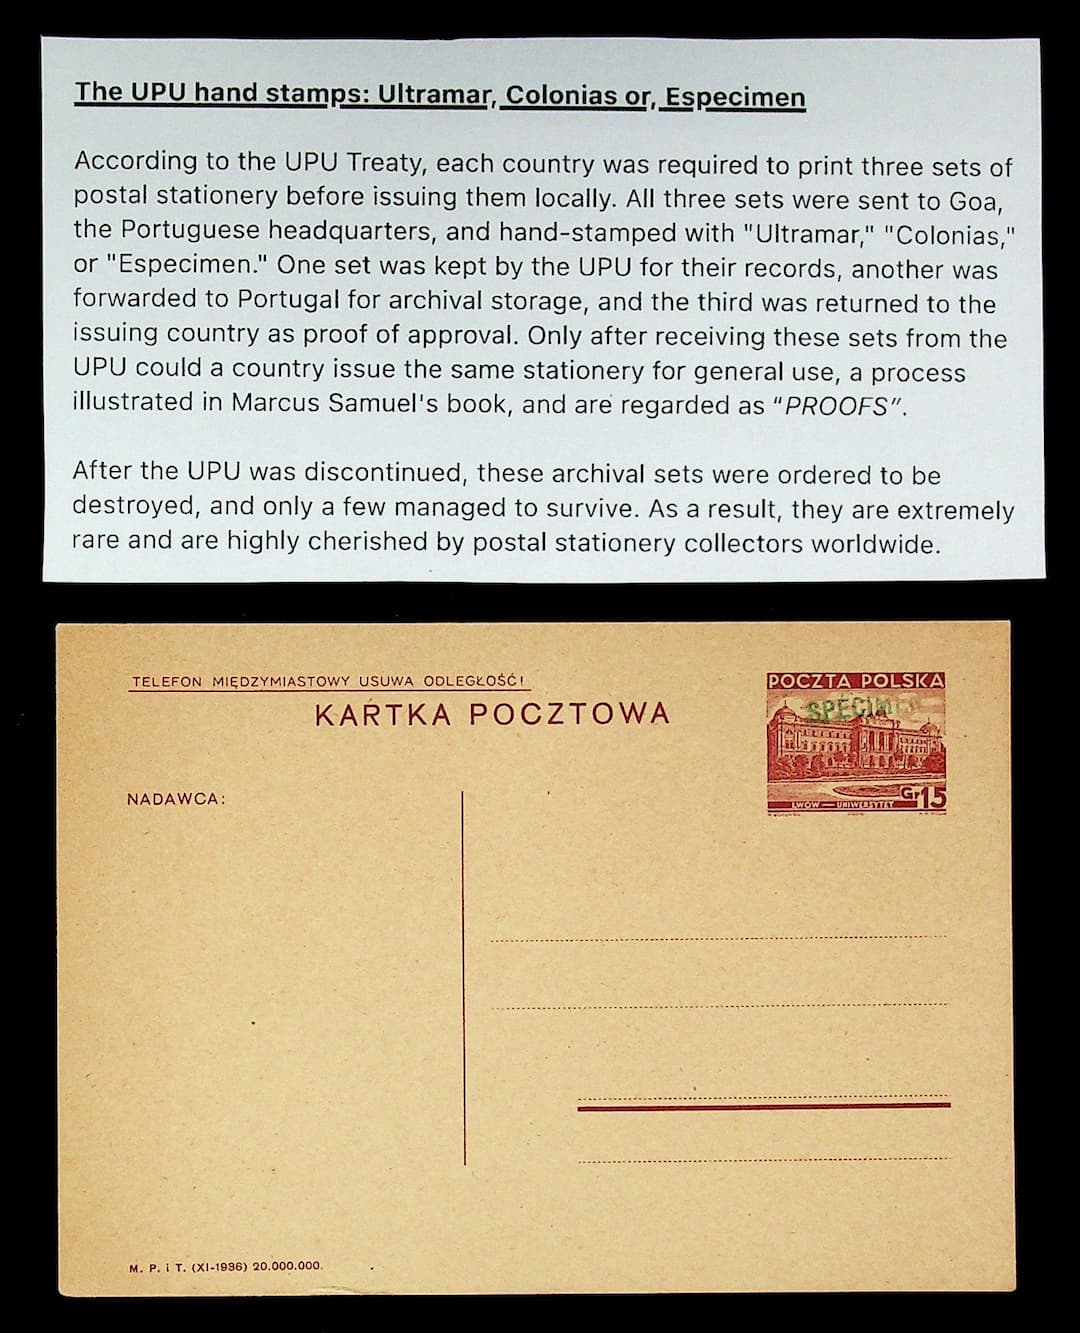 The UPU hand stamps: Ultramar, Colonias or, Especimen
According to the UPU Treaty, each country was required to print three sets of
postal stationery before issuing them locally. All three sets were sent to Goa,
the Portuguese headquarters, and hand-stamped with "Ultramar," "Colonias,"
or "Especimen." One set was kept by the UPU for their records, another was
forwarded to Portugal for archival storage, and the third was returned to the
issuing country as proof of approval. Only after receiving these sets from the
UPU could a country issue the same stationery for general use, a process
illustrated in Marcus Samuel's book, and are regarded as "PROOFS".
After the UPU was discontinued, these archival sets were ordered to be
destroyed, and only a few managed to survive. As a result, they are extremely
rare and are highly cherished by postal stationery collectors worldwide.
TELEFON MIĘDZYMIASTOWY USUWA ODLEGŁOŚĆ!
KARTKA POCZTOWA
POCZTA POLSKA
SPECIMEN
Gr 15
LWÓW — UNIWERSYTET
NADAWCA:
M. P. i T. (XI-1936) 20.000.000.